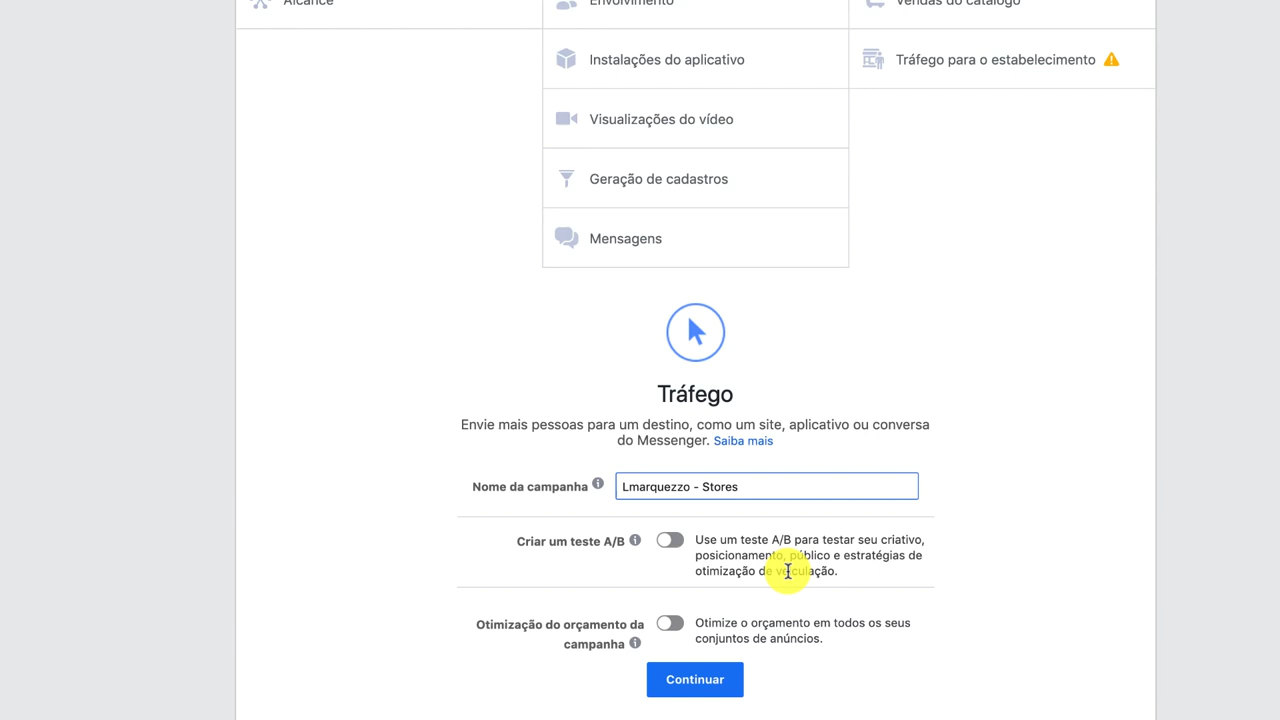 Alcance
Envolvimento
Vendas do catálogo
Instalações do aplicativo
Tráfego para o estabelecimento
Visualizações do vídeo
Geração de cadastros
Mensagens
Tráfego
Envie mais pessoas para um destino, como um site, aplicativo ou conversa
do Messenger. Saiba mais
Nome da campanha
Lmarquezzo - Stores
Criar um teste A/B
Use um teste A/B para testar seu criativo,
posicionamento, público e estratégias de
otimização de veiculação.
Otimização do orçamento da
campanha
Otimize o orçamento em todos os seus
conjuntos de anúncios.
Continuar